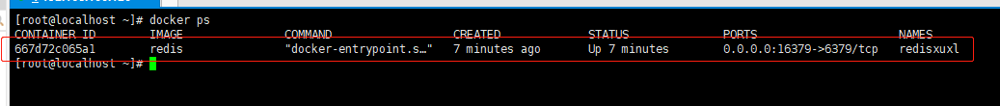 [root@localhost ~]# docker ps
CONTAINER ID IMAGE COMMAND CREATED STATUS PORTS NAMES
667d72c065a1 redis "docker-entrypoint.s…" 7 minutes ago Up 7 minutes 0.0.0.0:16379->6379/tcp redisxuxl
[root@localhost ~]#